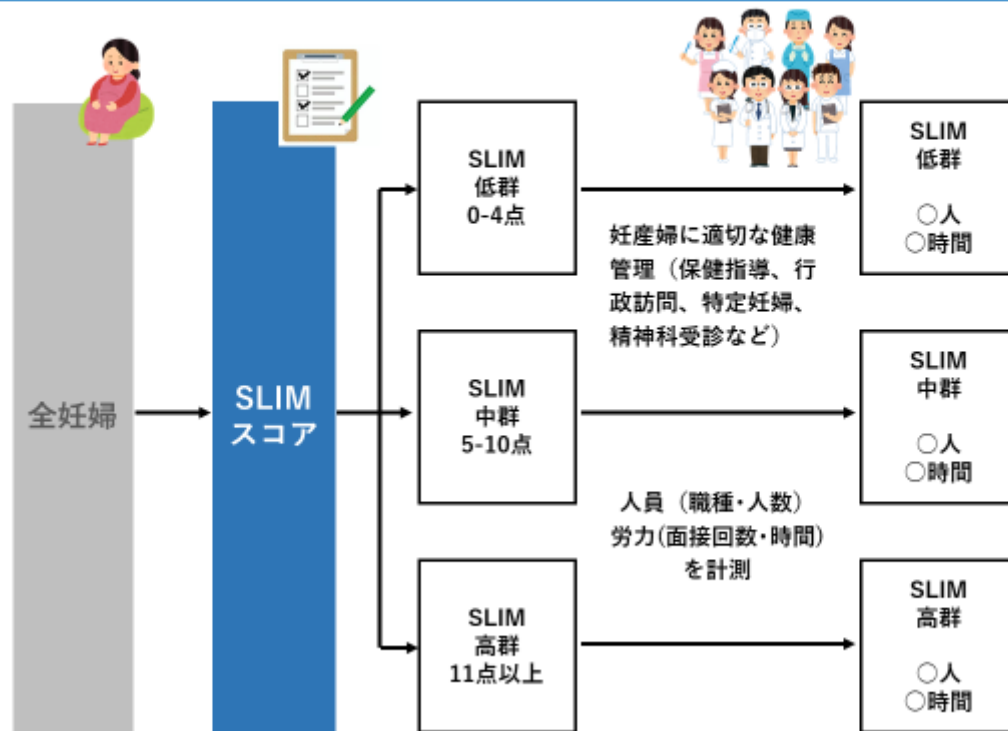 全妊婦
SLIM
スコア
SLIM
低群
0-4点
SLIM
中群
5-10点
SLIM
高群
11点以上
妊産婦に適切な健康
管理（保健指導、行
政訪問、特定妊婦、
精神科受診など）
人員（職種・人数）
労力(面接回数・時間)
を計測
SLIM
低群
○人
○時間
SLIM
中群
○人
○時間
SLIM
高群
○人
○時間